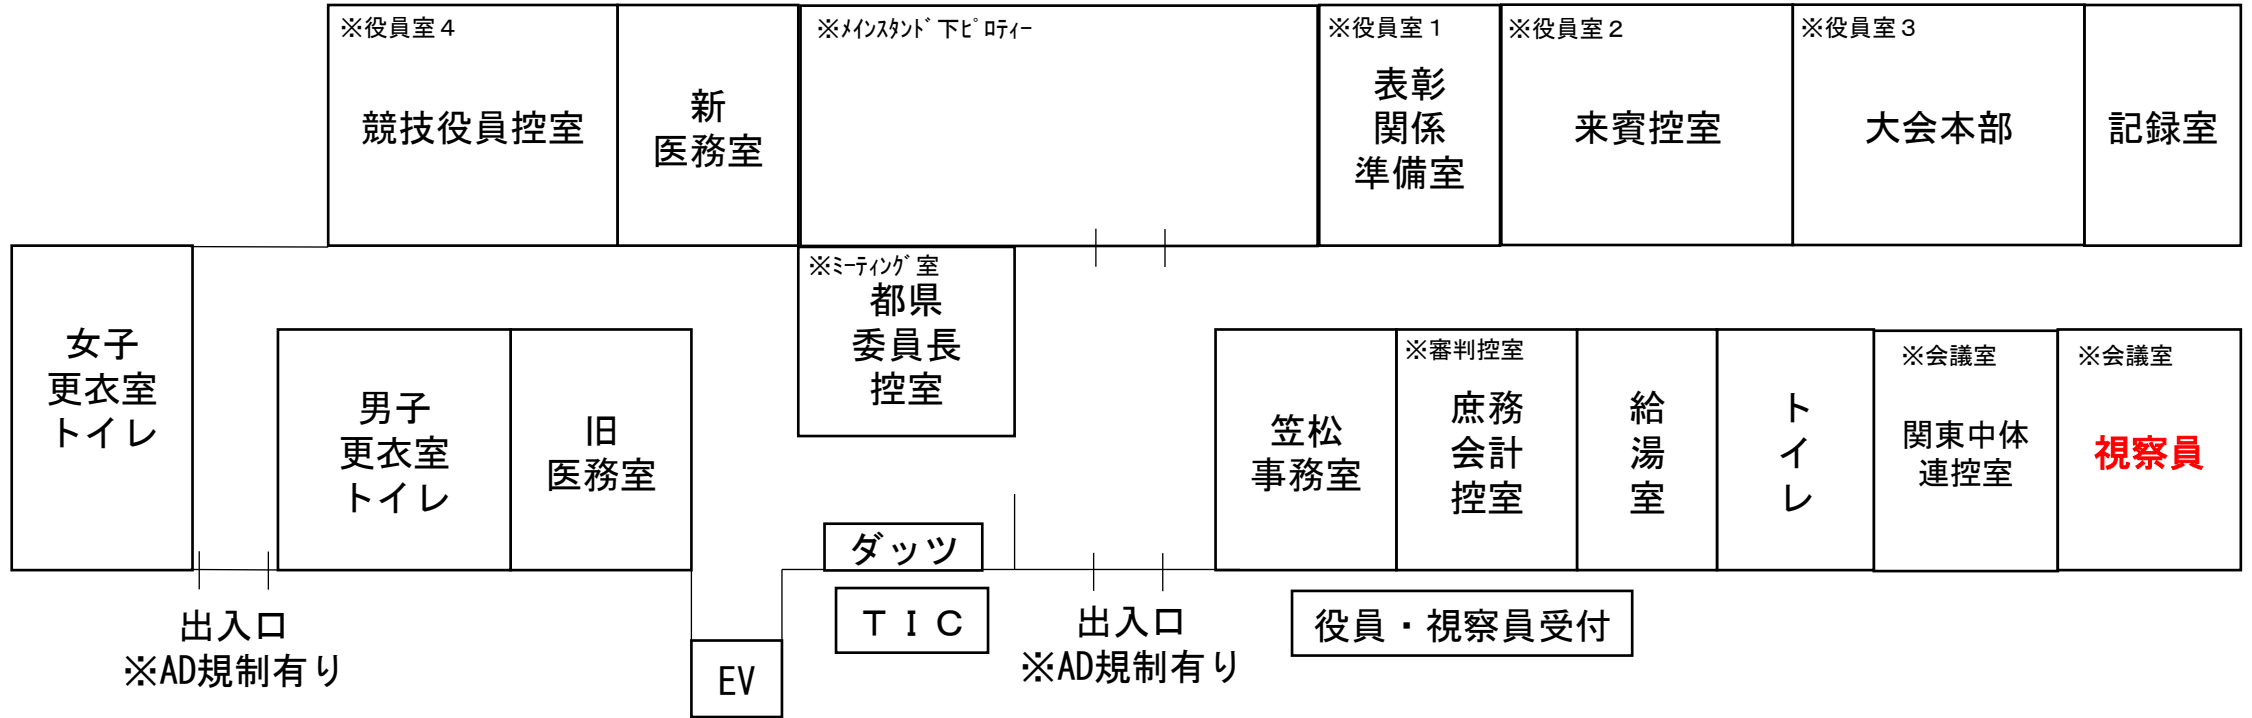 ※役員室４
競技役員控室
新
医務室
※ﾒｲﾝｽﾀﾝﾄﾞ下ﾋﾟﾛﾃｨｰ
※役員室１
表彰
関係
準備室
※役員室２
来賓控室
※役員室３
大会本部
記録室
女子
更衣室
トイレ
男子
更衣室
トイレ
旧
医務室
※ﾐｰﾃｨﾝｸﾞ室
都県
委員長
控室
笠松
事務室
※審判控室
庶務
会計
控室
給
湯
室
ト
イ
レ
※会議室
関東中体
連控室
※会議室
視察員
ダッツ
ＴＩＣ
出入口
※AD規制有り
EV
出入口
※AD規制有り
役員・視察員受付